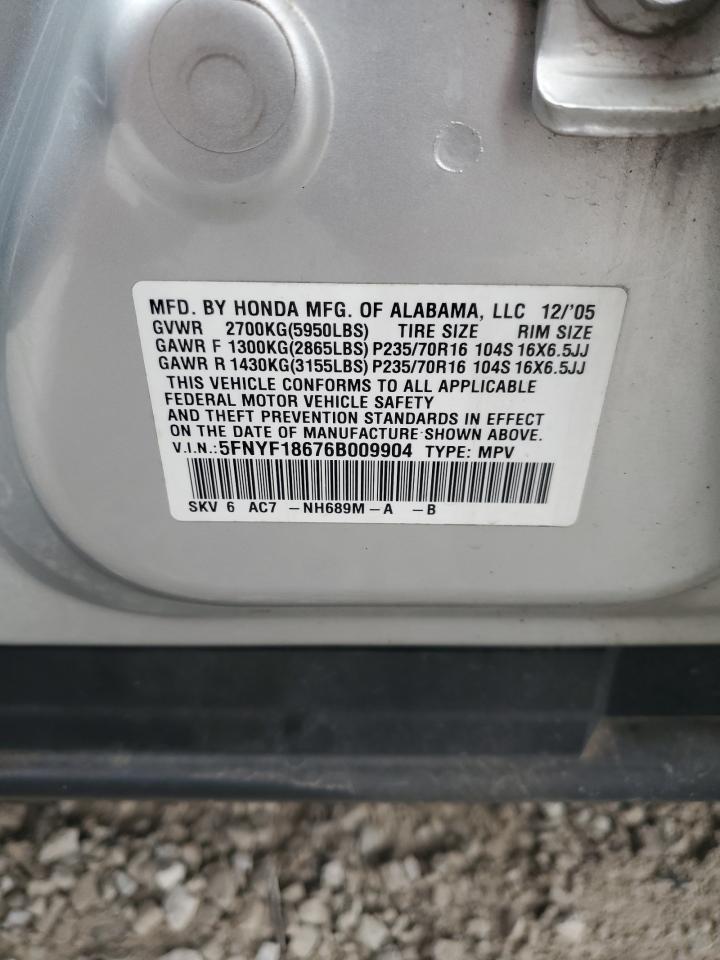 MFD. BY HONDA MFG. OF ALABAMA, LLC 12/'05
GVWR 2700KG(5950LBS) TIRE SIZE RIM SIZE
GAWR F 1300KG(2865LBS) P235/70R16 104S 16X6.5JJ
GAWR R 1430KG(3155LBS) P235/70R16 104S 16X6.5JJ
THIS VEHICLE CONFORMS TO ALL APPLICABLE
FEDERAL MOTOR VEHICLE SAFETY
AND THEFT PREVENTION STANDARDS IN EFFECT
ON THE DATE OF MANUFACTURE SHOWN ABOVE.
V.I.N.:5FNYF18676B009904 TYPE: MPV
SKV 6 AC7 -NH689M-A -B